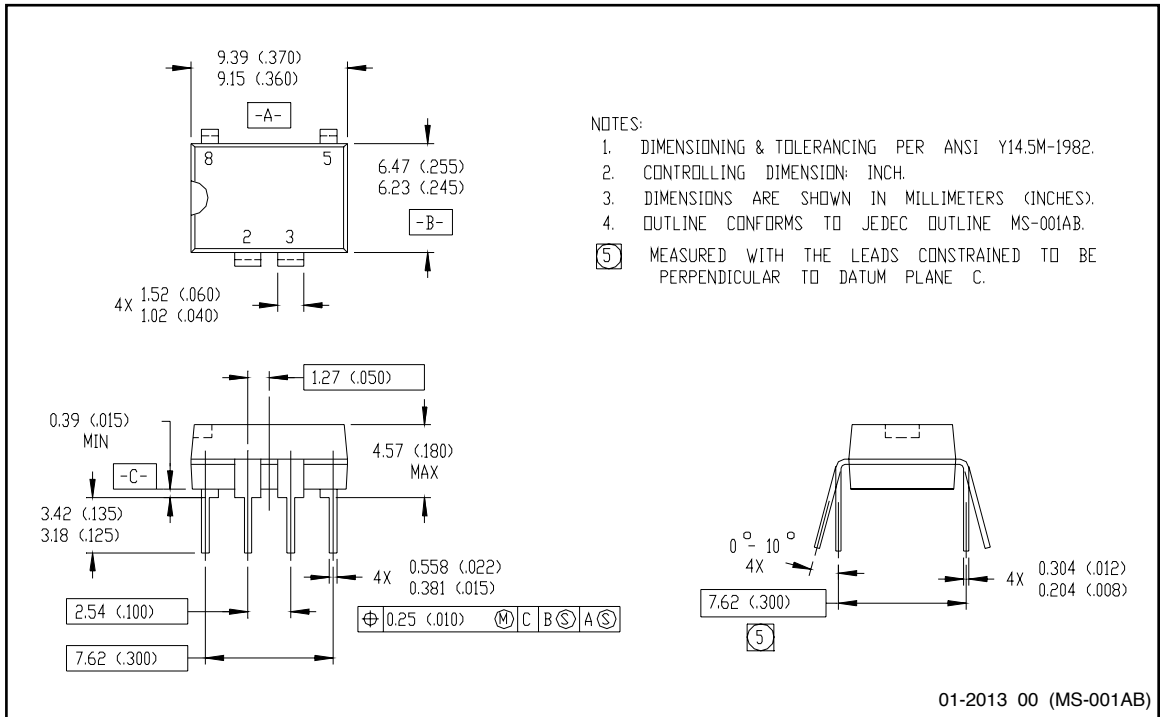 9.39 (.370)
9.15 (.360)
-A-
8
5
6.47 (.255)
6.23 (.245)
-B-
2 3
4X 1.52 (.060)
1.02 (.040)
NOTES:
1. DIMENSIONING & TOLERANCING PER ANSI Y14.5M-1982.
2. CONTROLLING DIMENSION: INCH.
3. DIMENSIONS ARE SHOWN IN MILLIMETERS (INCHES).
4. OUTLINE CONFORMS TO JEDEC OUTLINE MS-001AB.
5 MEASURED WITH THE LEADS CONSTRAINED TO BE
PERPENDICULAR TO DATUM PLANE C.
1.27 (.050)
0.39 (.015)
MIN
4.57 (.180)
MAX
-C-
3.42 (.135)
3.18 (.125)
4X 0.558 (.022)
0.381 (.015)
2.54 (.100)
⌖ 0.25 (.010) Ⓜ C B Ⓢ A Ⓢ
7.62 (.300)
0° - 10°
4X
4X 0.304 (.012)
0.204 (.008)
7.62 (.300)
5
01-2013 00 (MS-001AB)